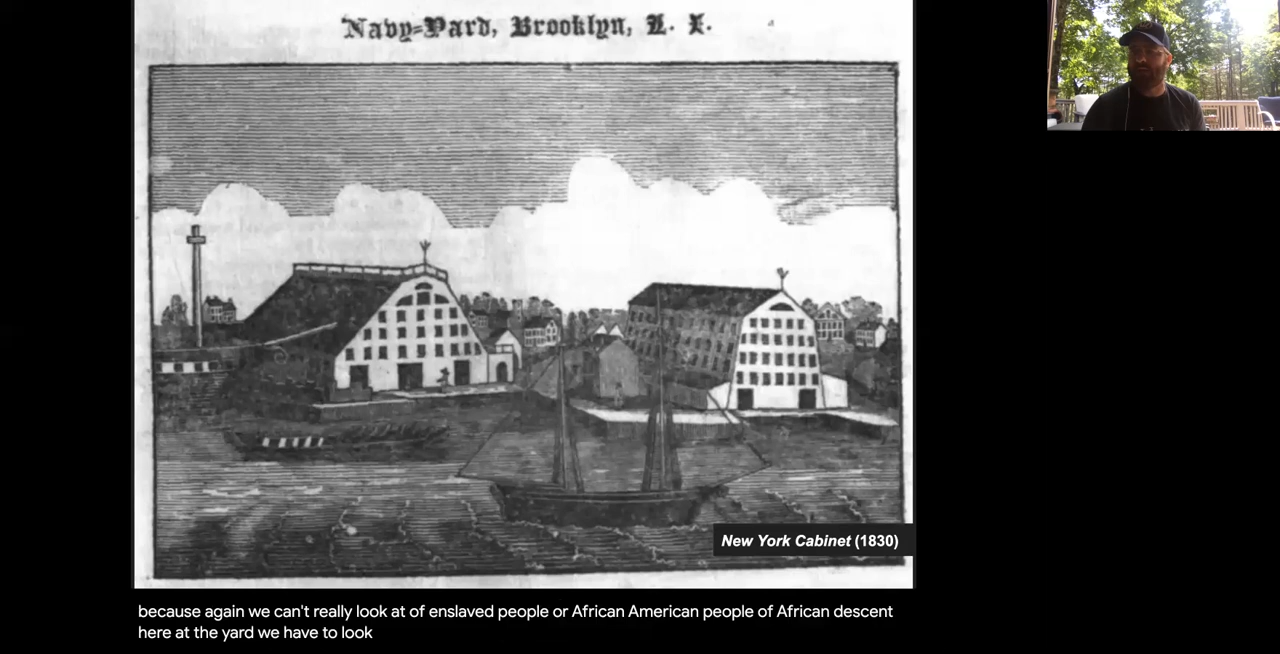 Navy-Yard, Brooklyn, L. I.
New York Cabinet (1830)
because again we can't really look at of enslaved people or African American people of African descent
here at the yard we have to look